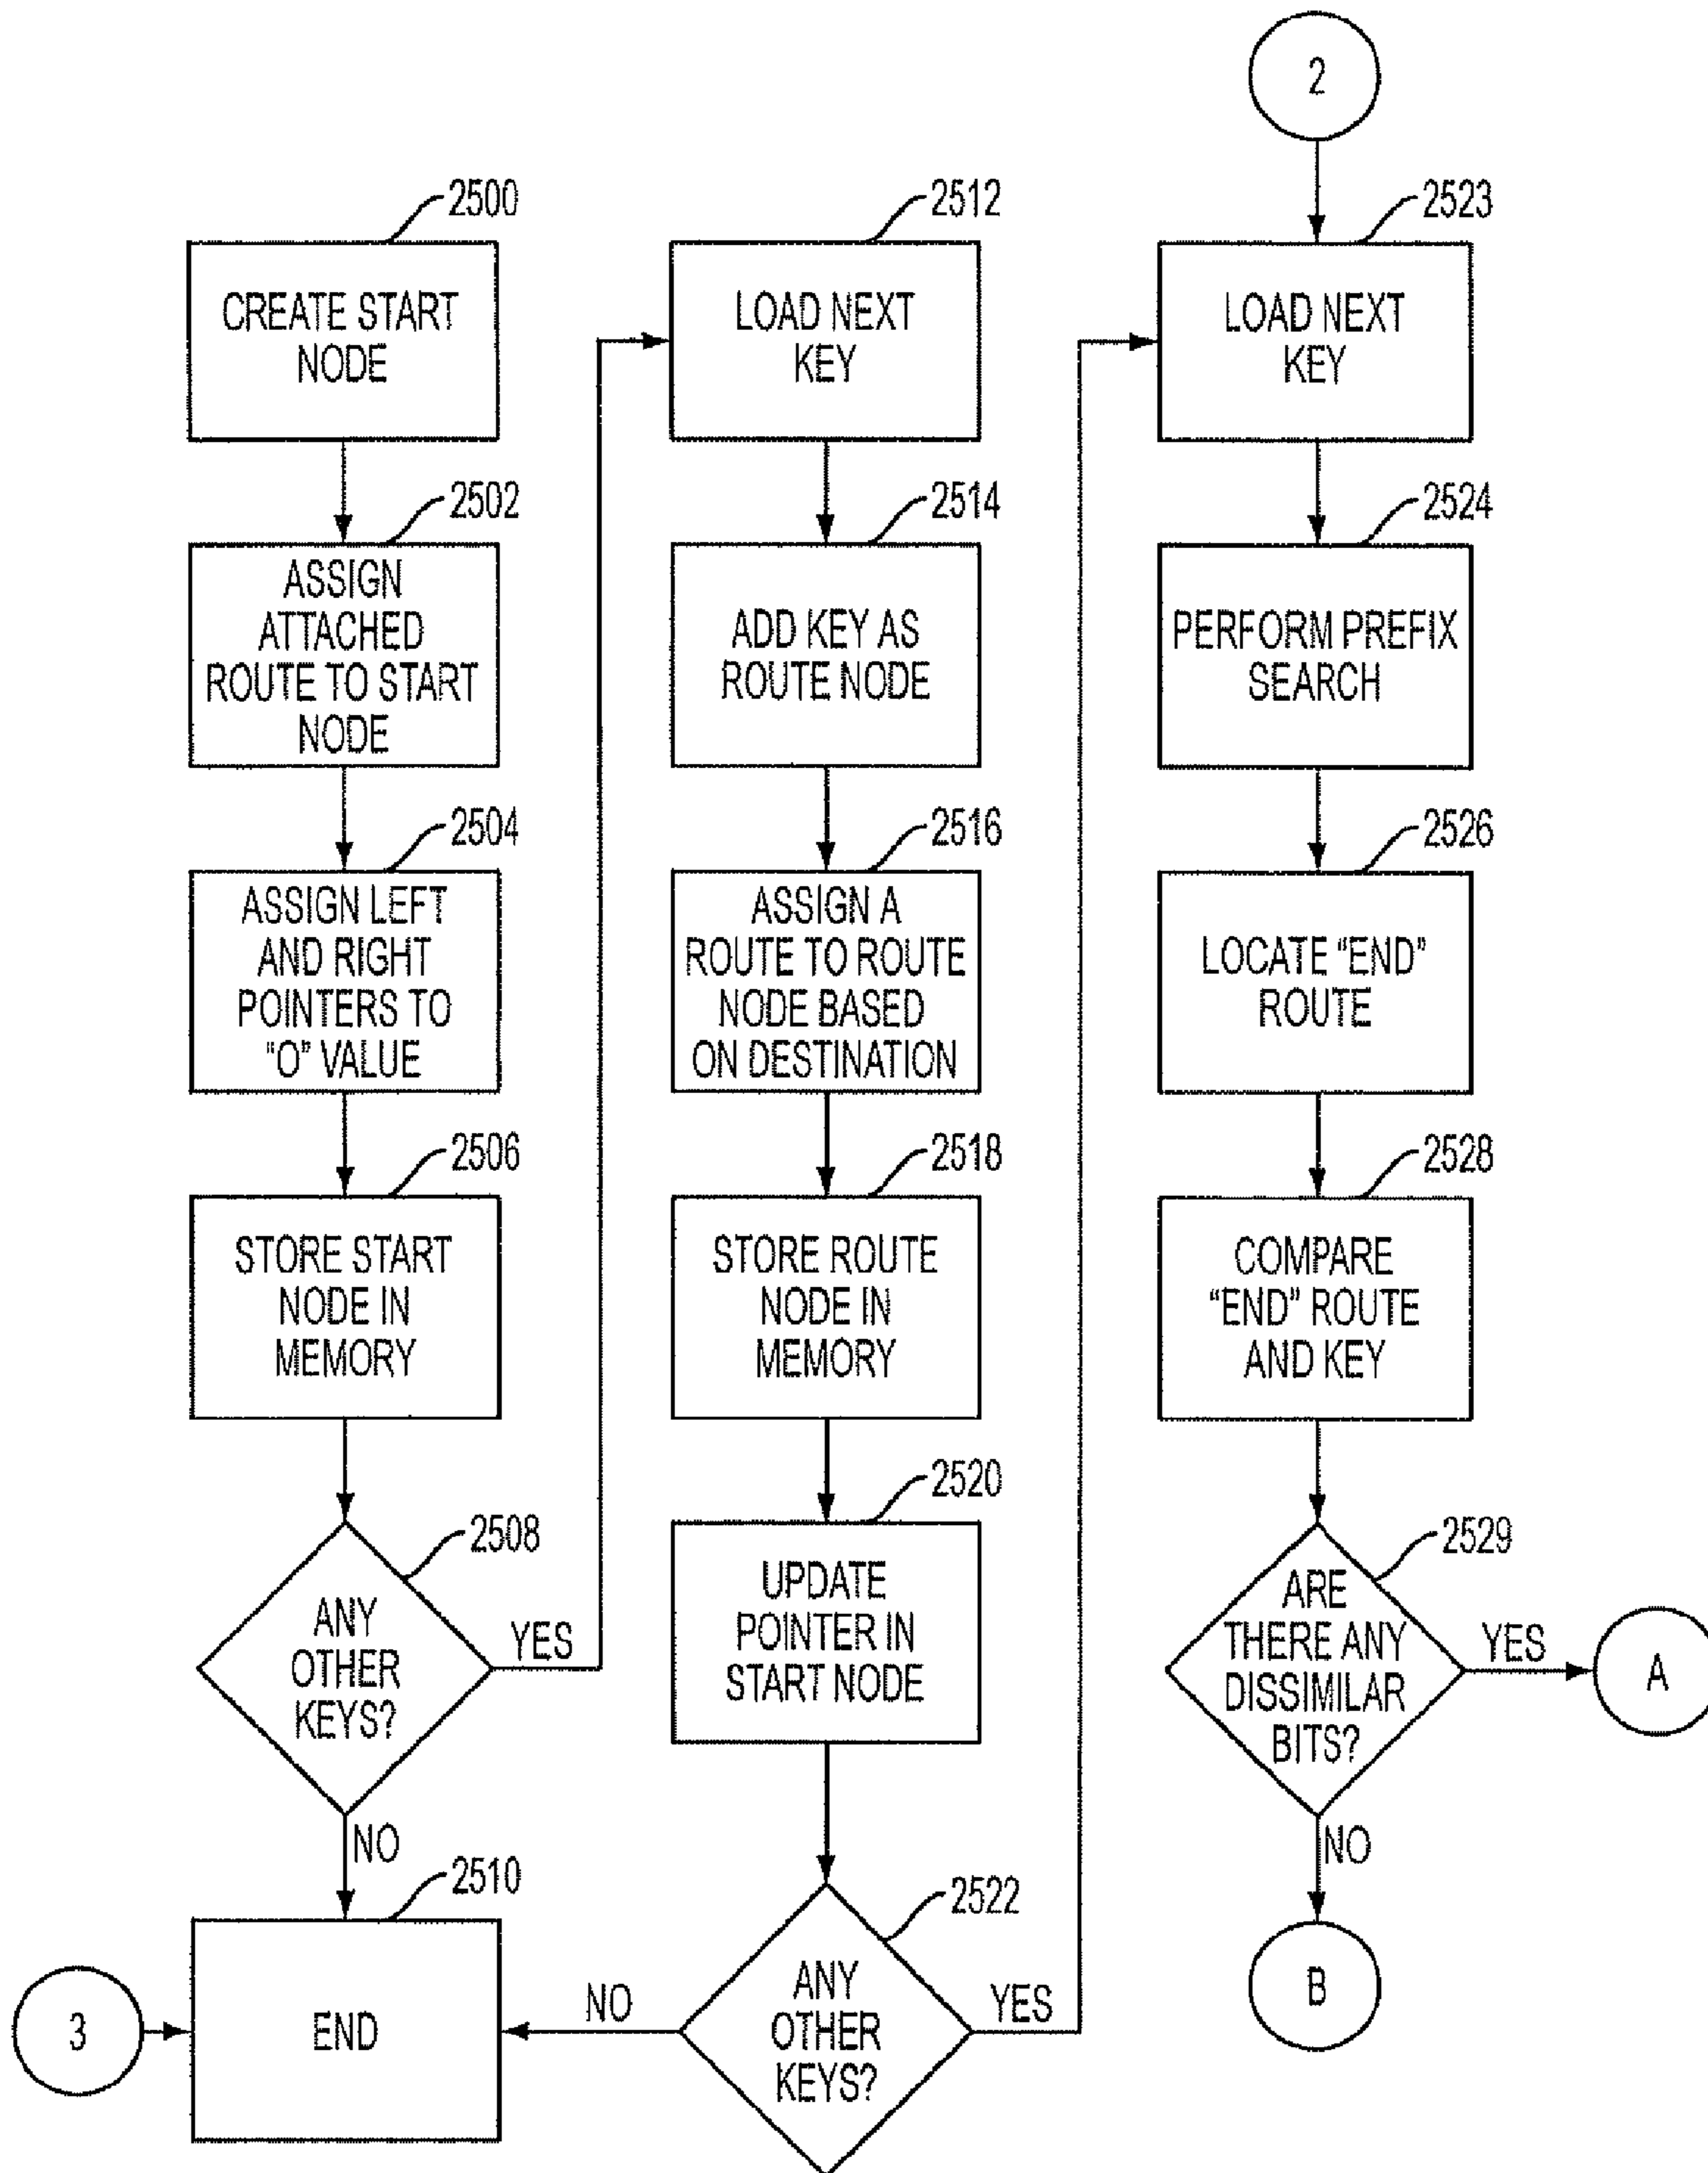 2
2500
CREATE START
NODE
2502
ASSIGN
ATTACHED
ROUTE TO START
NODE
2504
ASSIGN LEFT
AND RIGHT
POINTERS TO
"O" VALUE
2506
STORE START
NODE IN
MEMORY
2508
ANY
OTHER
KEYS?
YES
NO
2510
END
3
2512
LOAD NEXT
KEY
2514
ADD KEY AS
ROUTE NODE
2516
ASSIGN A
ROUTE TO ROUTE
NODE BASED
ON DESTINATION
2518
STORE ROUTE
NODE IN
MEMORY
2520
UPDATE
POINTER IN
START NODE
2522
ANY
OTHER
KEYS?
NO
YES
2523
LOAD NEXT
KEY
2524
PERFORM PREFIX
SEARCH
2526
LOCATE "END"
ROUTE
2528
COMPARE
"END" ROUTE
AND KEY
2529
ARE
THERE ANY
DISSIMILAR
BITS?
YES
A
NO
B